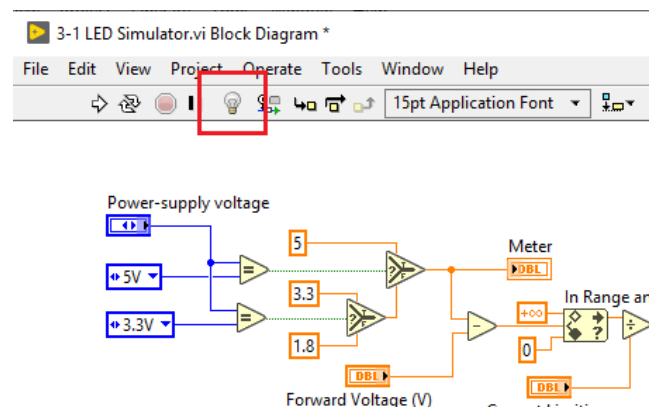 3-1 LED Simulator.vi Block Diagram *
File Edit View Project Operate Tools Window Help
15pt Application Font
Power-supply voltage
5
Meter
DBL
= 
5V
?
T
F
3.3
+∞
In Range an
3.3V
=
?
T
F
-
?
÷
1.8
0
DBL
DBL
Forward Voltage (V)